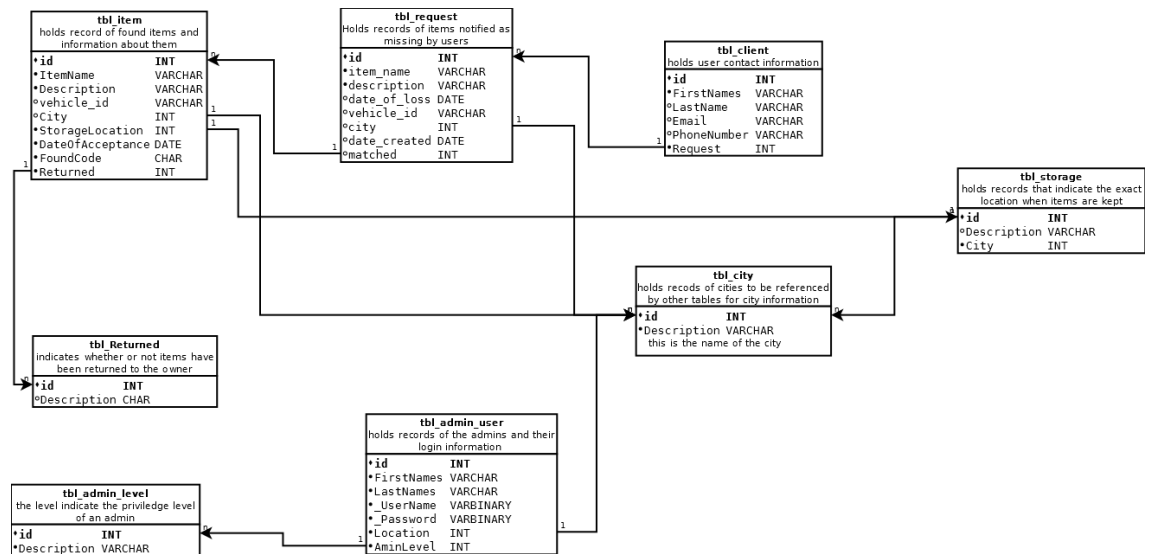 tbl_item
holds record of found items and
information about them
id INT
ItemName VARCHAR
Description VARCHAR
vehicle_id VARCHAR
City INT
StorageLocation INT
DateOfAcceptance DATE
FoundCode CHAR
Returned INT
1
1
1
n
tbl_request
Holds records of items notified as
missing by users
id INT
item_name VARCHAR
description VARCHAR
date_of_loss DATE
vehicle_id VARCHAR
city INT
date_created DATE
matched INT
1
1
n
tbl_client
holds user contact information
id INT
FirstNames VARCHAR
LastName VARCHAR
Email VARCHAR
PhoneNumber VARCHAR
Request INT
1
tbl_storage
holds records that indicate the exact
location when items are kept
id INT
Description VARCHAR
City INT
tbl_city
holds recods of cities to be referenced
by other tables for city information
id INT
Description VARCHAR
this is the name of the city
n
n
tbl_Returned
indicates whether or not items have
been returned to the owner
id INT
Description CHAR
n
tbl_admin_user
holds records of the admins and their
login information
id INT
FirstNames VARCHAR
LastNames VARCHAR
_UserName VARBINARY
_Password VARBINARY
Location INT
AminLevel INT
1
1
tbl_admin_level
the level indicate the priviledge level
of an admin
id INT
Description VARCHAR
n